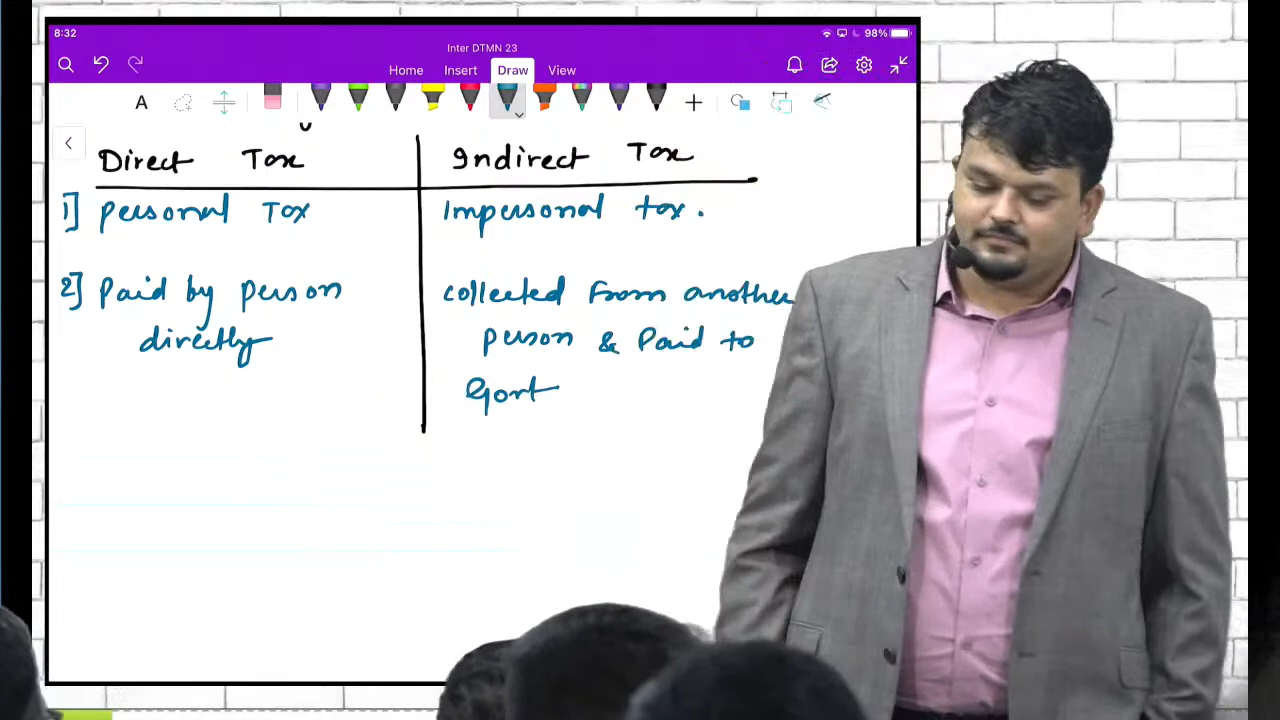 8:32
98%
Inter DTMN 23
Home Insert Draw View
A
Direct Tax Indirect Tax
1] Personal Tax Impersonal tax.
2] Paid by person collected from another
directly person & Paid to
Govt